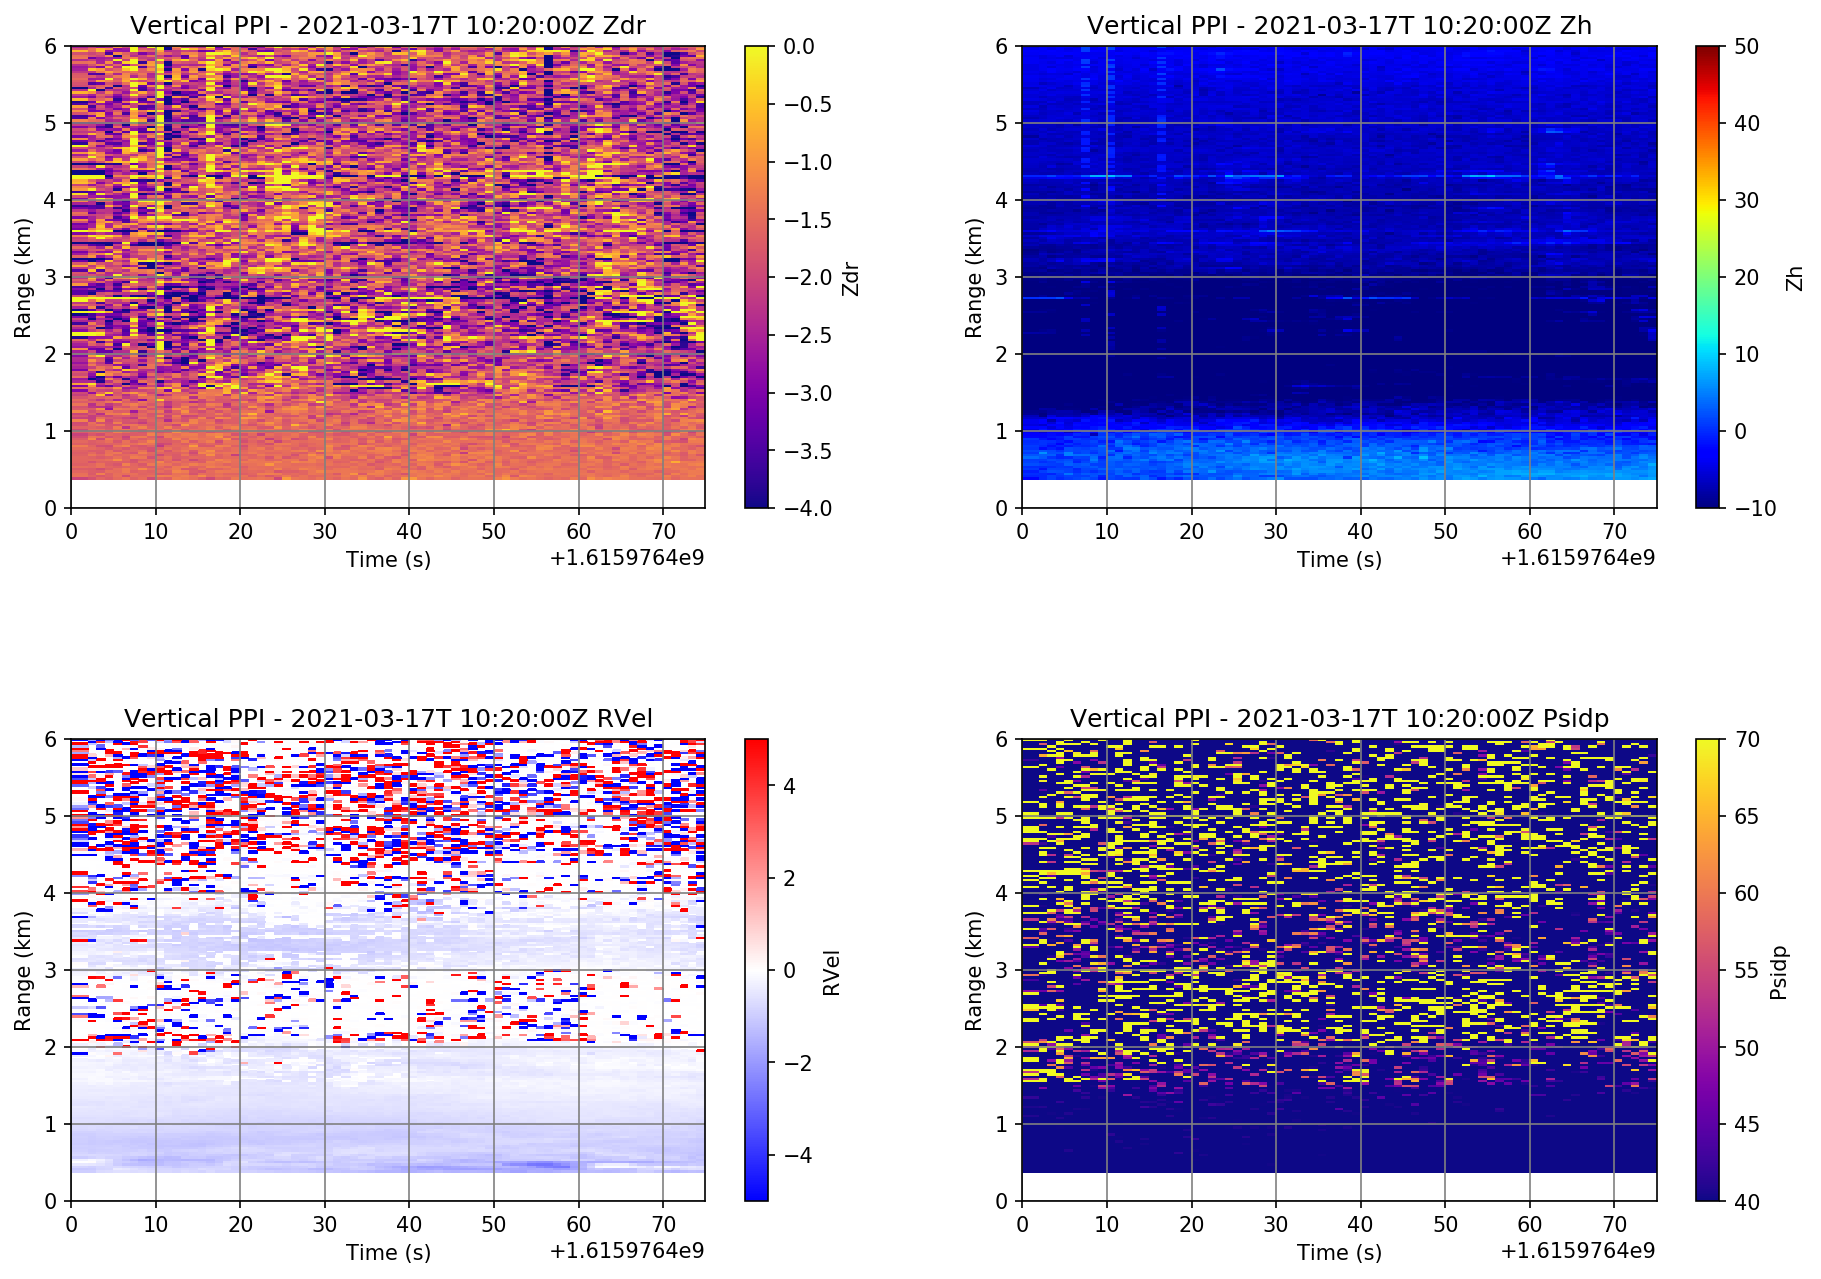 Vertical PPI - 2021-03-17T 10:20:00Z Zdr
6
5
4
3
2
1
0
Range (km)
0 10 20 30 40 50 60 70
Time (s)
+1.6159764e9
0.0
−0.5
−1.0
−1.5
−2.0
−2.5
−3.0
−3.5
−4.0
Zdr
Vertical PPI - 2021-03-17T 10:20:00Z Zh
6
5
4
3
2
1
0
Range (km)
0 10 20 30 40 50 60 70
Time (s)
+1.6159764e9
50
40
30
20
10
0
−10
Zh
Vertical PPI - 2021-03-17T 10:20:00Z RVel
6
5
4
3
2
1
0
Range (km)
0 10 20 30 40 50 60 70
Time (s)
+1.6159764e9
4
2
0
−2
−4
RVel
Vertical PPI - 2021-03-17T 10:20:00Z Psidp
6
5
4
3
2
1
0
Range (km)
0 10 20 30 40 50 60 70
Time (s)
+1.6159764e9
70
65
60
55
50
45
40
Psidp